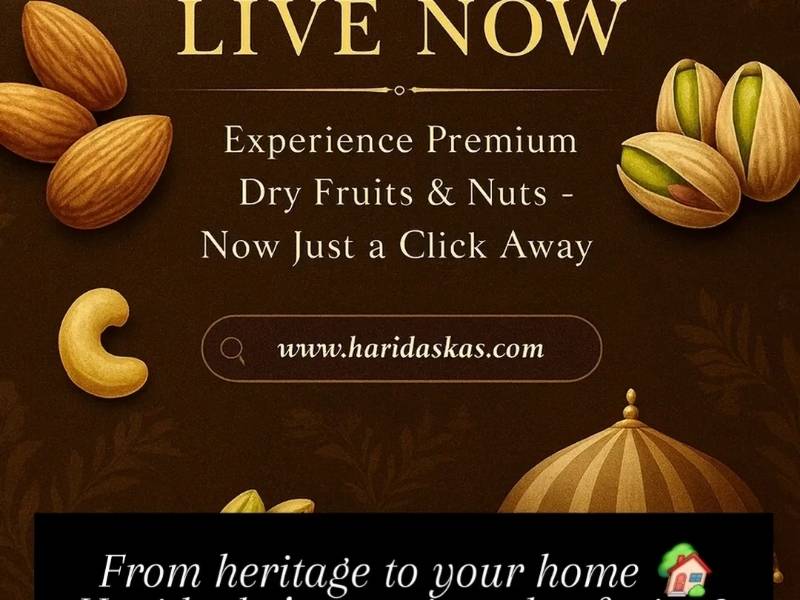 LIVE NOW
Experience Premium
Dry Fruits & Nuts -
Now Just a Click Away
www.haridaskas.com
From heritage to your home 🏡